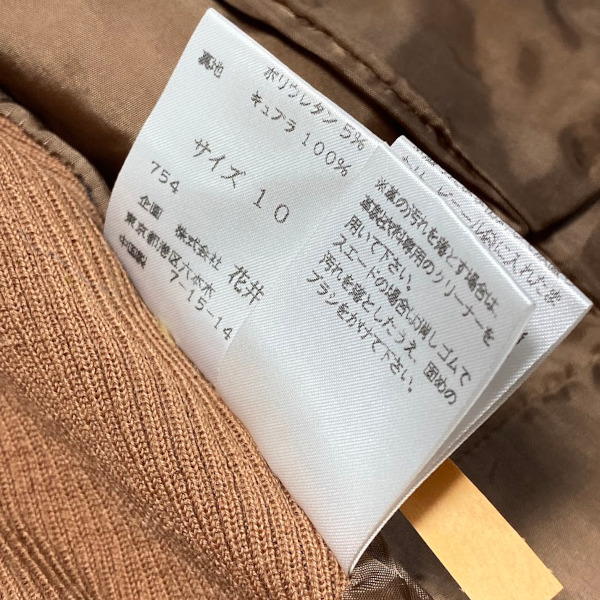 ポリウレタン 5%
裏地 キュプラ 100%
サイズ 10
754
企画 株式会社 花井
東京都港区六本木
7-15-14
中国製
※革の汚れを落とす場合は、
革専用のクリーナーを
用いて下さい。
スエードの場合は消しゴムで
汚れを落としたうえ、固めの
ブラシをかけて下さい。